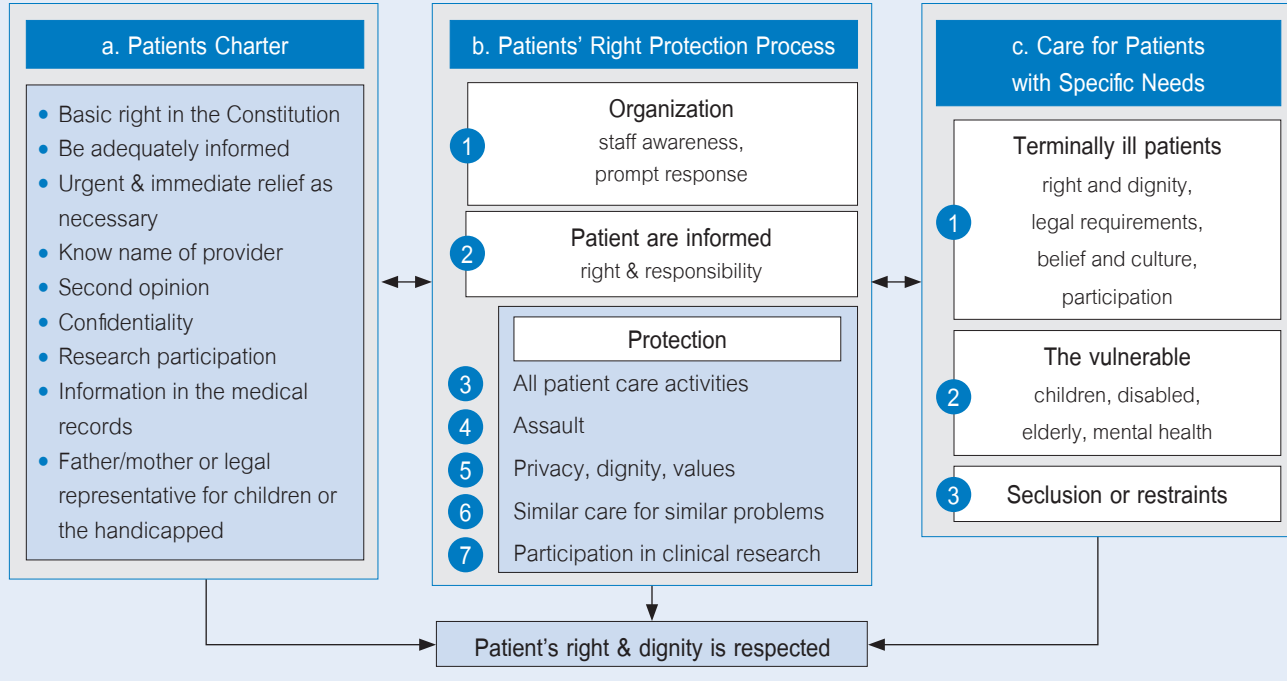 a. Patients Charter
• Basic right in the Constitution
• Be adequately informed
• Urgent & immediate relief as
necessary
• Know name of provider
• Second opinion
• Confidentiality
• Research participation
• Information in the medical
records
• Father/mother or legal
representative for children or
the handicapped
b. Patients' Right Protection Process
1
Organization
staff awareness,
prompt response
2
Patient are informed
right & responsibility
Protection
3 All patient care activities
4 Assault
5 Privacy, dignity, values
6 Similar care for similar problems
7 Participation in clinical research
c. Care for Patients
with Specific Needs
1
Terminally ill patients
right and dignity,
legal requirements,
belief and culture,
participation
2
The vulnerable
children, disabled,
elderly, mental health
3 Seclusion or restraints
Patient's right & dignity is respected